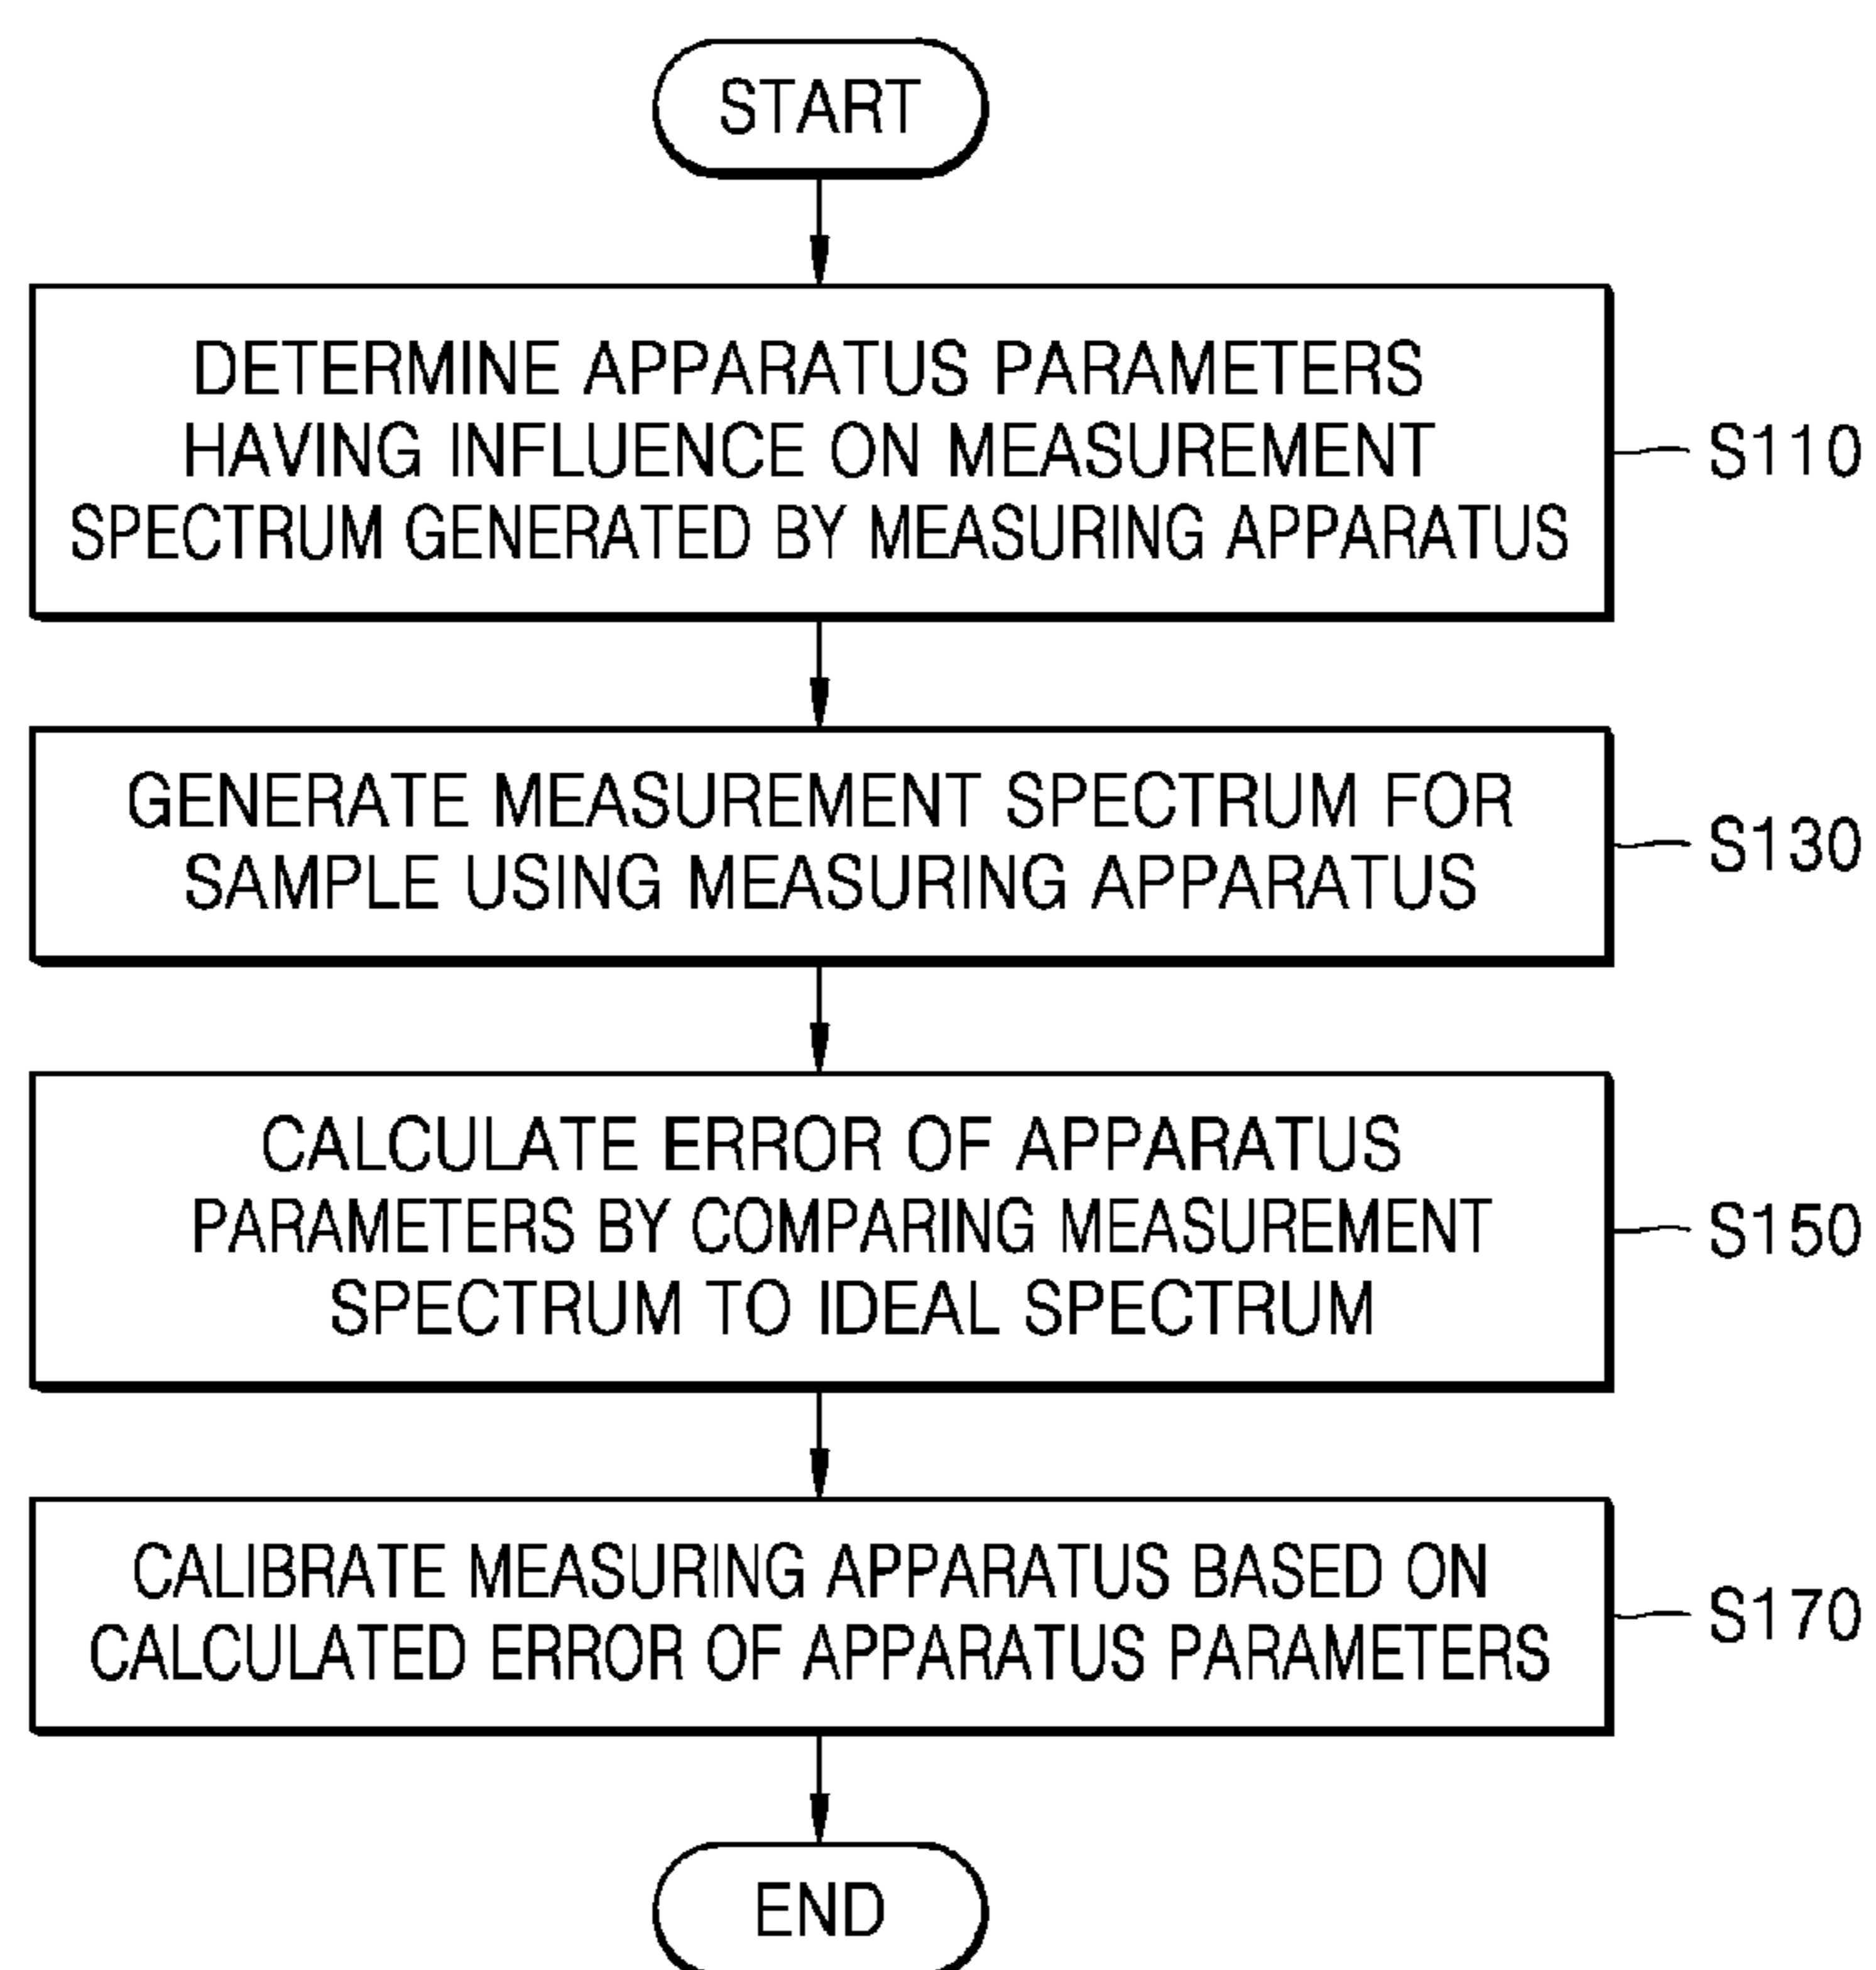 START
DETERMINE APPARATUS PARAMETERS
HAVING INFLUENCE ON MEASUREMENT
SPECTRUM GENERATED BY MEASURING APPARATUS
S110
GENERATE MEASUREMENT SPECTRUM FOR
SAMPLE USING MEASURING APPARATUS
S130
CALCULATE ERROR OF APPARATUS
PARAMETERS BY COMPARING MEASUREMENT
SPECTRUM TO IDEAL SPECTRUM
S150
CALIBRATE MEASURING APPARATUS BASED ON
CALCULATED ERROR OF APPARATUS PARAMETERS
S170
END